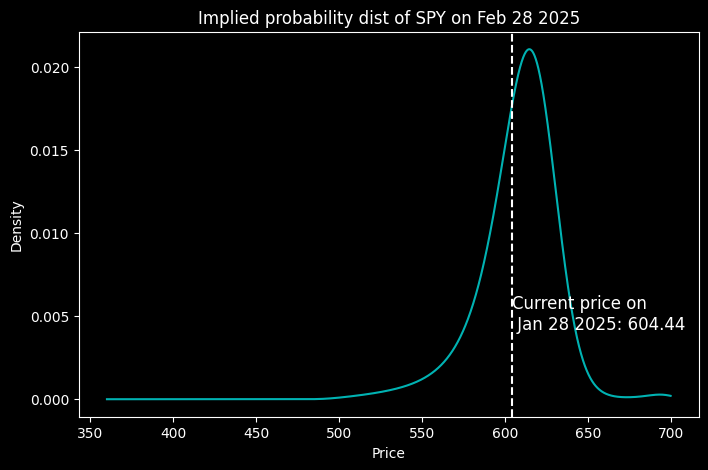 Implied probability dist of SPY on Feb 28 2025
0.020
0.015
0.010
0.005
0.000
Density
Current price on
Jan 28 2025: 604.44
350
400
450
500
550
600
650
700
Price